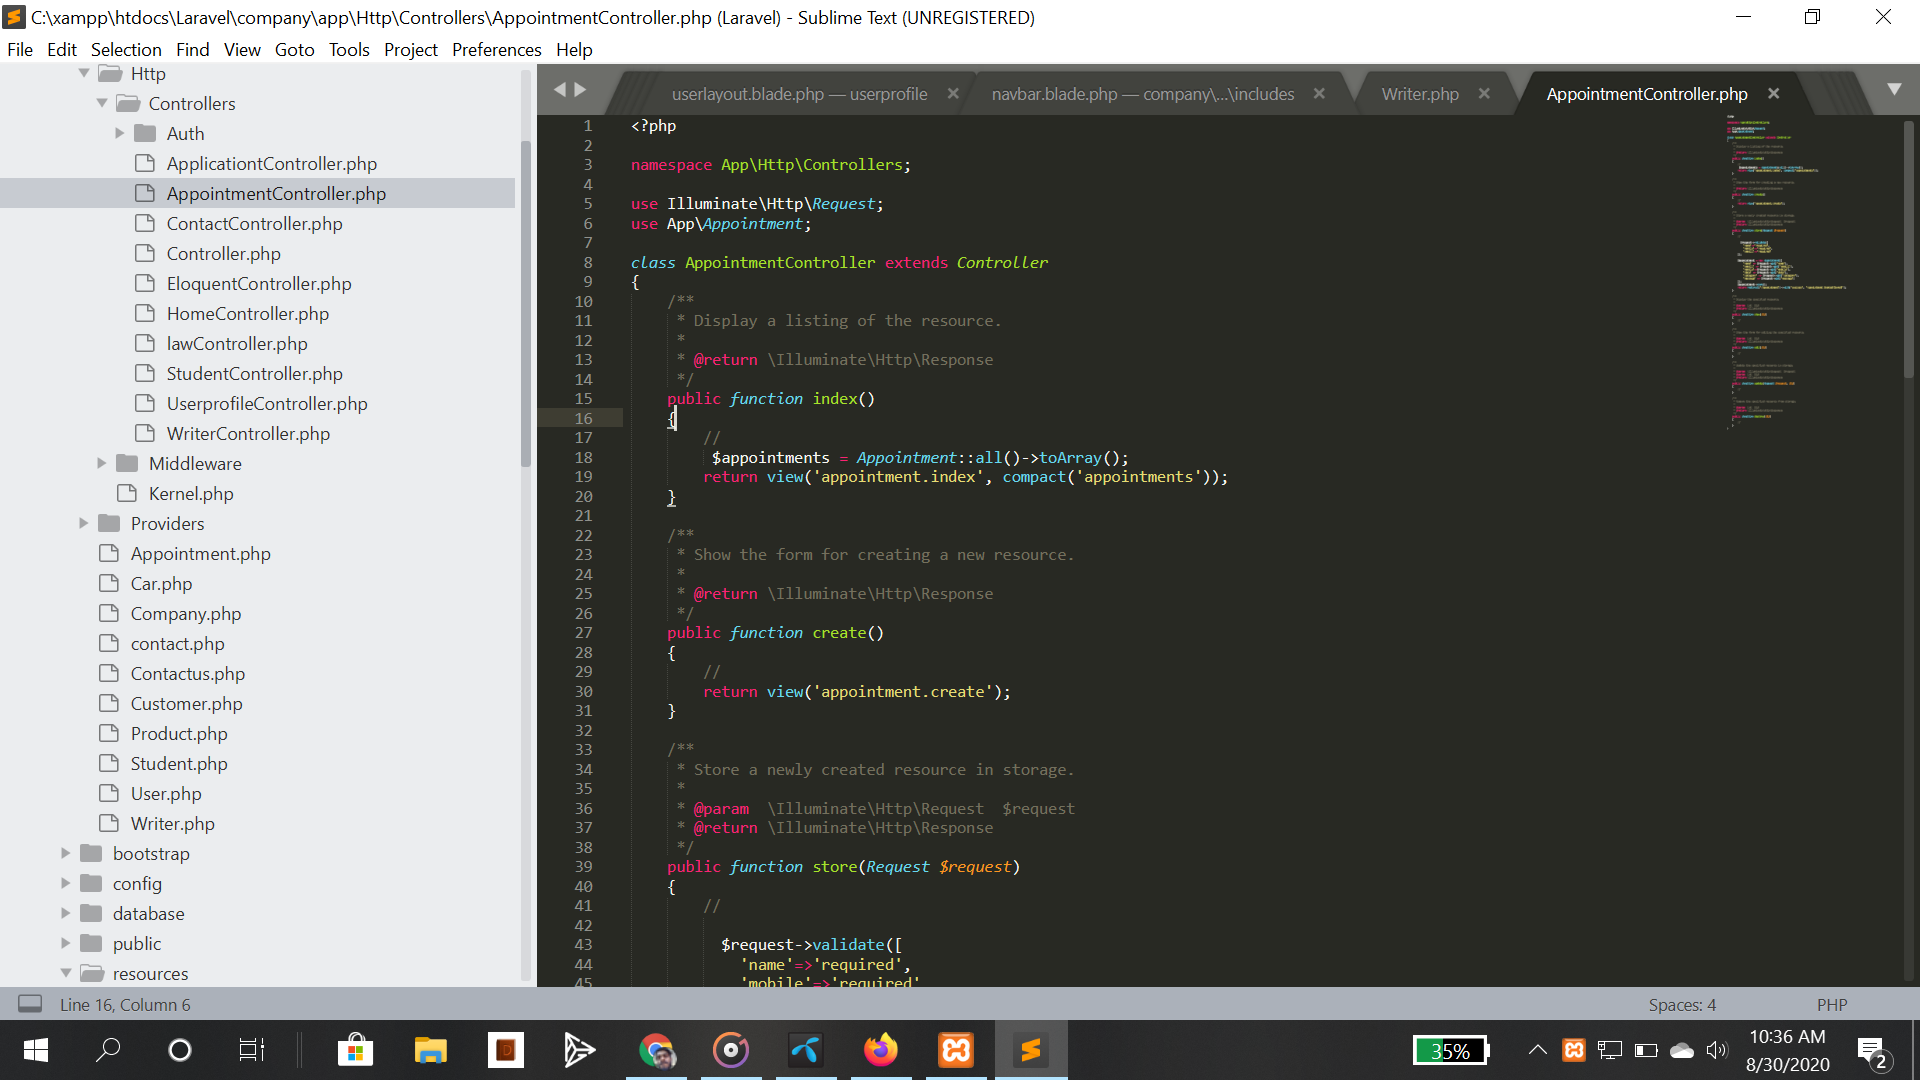 C:\xampp\htdocs\Laravel\company\app\Http\Controllers\AppointmentController.php (Laravel) - Sublime Text (UNREGISTERED)
File Edit Selection Find View Goto Tools Project Preferences Help
Http
Controllers
Auth
ApplicationtController.php
AppointmentController.php
ContactController.php
Controller.php
EloquentController.php
HomeController.php
lawController.php
StudentController.php
UserprofileController.php
WriterController.php
Middleware
Kernel.php
Providers
Appointment.php
Car.php
Company.php
contact.php
Contactus.php
Customer.php
Product.php
Student.php
User.php
Writer.php
bootstrap
config
database
public
resources
userlayout.blade.php — userprofile
navbar.blade.php — company\...\includes
Writer.php
AppointmentController.php
1 <?php
2
3 namespace App\Http\Controllers;
4
5 use Illuminate\Http\Request;
6 use App\Appointment;
7
8 class AppointmentController extends Controller
9 {
10 /**
11 * Display a listing of the resource.
12 *
13 * @return \Illuminate\Http\Response
14 */
15 public function index()
16 {
17 //
18 $appointments = Appointment::all()->toArray();
19 return view('appointment.index', compact('appointments'));
20 }
21
22 /**
23 * Show the form for creating a new resource.
24 *
25 * @return \Illuminate\Http\Response
26 */
27 public function create()
28 {
29 //
30 return view('appointment.create');
31 }
32
33 /**
34 * Store a newly created resource in storage.
35 *
36 * @param \Illuminate\Http\Request $request
37 * @return \Illuminate\Http\Response
38 */
39 public function store(Request $request)
40 {
41 //
42
43 $request->validate([
44 'name'=>'required',
45 'mobile'=>'required'
Line 16, Column 6
Spaces: 4
PHP
35%
10:36 AM
8/30/2020
2